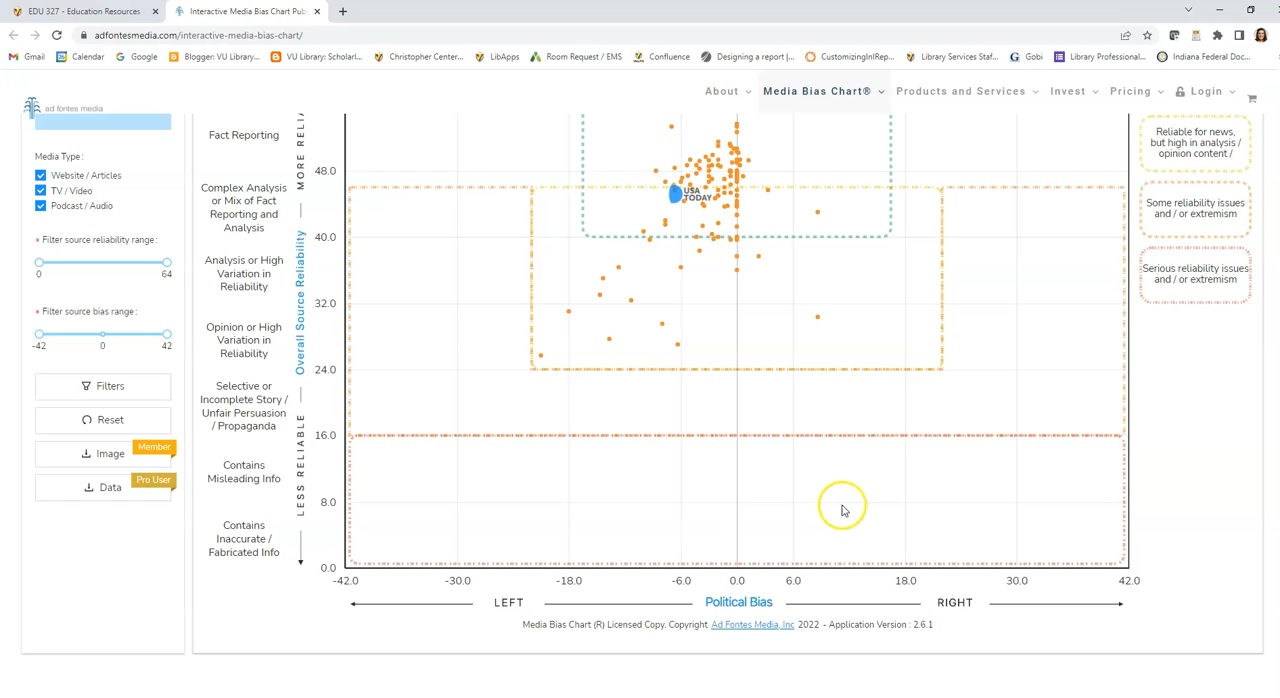 EDU 327 - Education Resources
Interactive Media Bias Chart Pub
adfontesmedia.com/interactive-media-bias-chart/
Gmail
Calendar
Google
Blogger: VU Library...
VU Library: Scholarl...
Christopher Center...
LibApps
Room Request / EMS
Confluence
Designing a report |...
CustomizingInIRep...
Library Services Staf...
Gobi
Library Professional...
Indiana Federal Doc...
ad fontes media
About
Media Bias Chart®
Products and Services
Invest
Pricing
Login
Media Type:
Website / Articles
TV / Video
Podcast / Audio
Filter source reliability range:
0
64
Filter source bias range:
-42
0
42
Filters
Reset
Image
Member
Data
Pro User
Fact Reporting
Complex Analysis
or Mix of Fact
Reporting and
Analysis
Analysis or High
Variation in
Reliability
Opinion or High
Variation in
Reliability
Selective or
Incomplete Story /
Unfair Persuasion
/ Propaganda
Contains
Misleading Info
Contains
Inaccurate /
Fabricated Info
Overall Source Reliability
LESS RELIABLE
48.0
40.0
32.0
24.0
16.0
8.0
0.0
USA
TODAY
-42.0
-30.0
-18.0
-6.0
0.0
6.0
18.0
30.0
42.0
LEFT
Political Bias
RIGHT
Media Bias Chart (R) Licensed Copy. Copyright Ad Fontes Media, Inc 2022 - Application Version : 2.6.1
Reliable for news,
but high in analysis /
opinion content /
Some reliability issues
and / or extremism
Serious reliability issues
and / or extremism